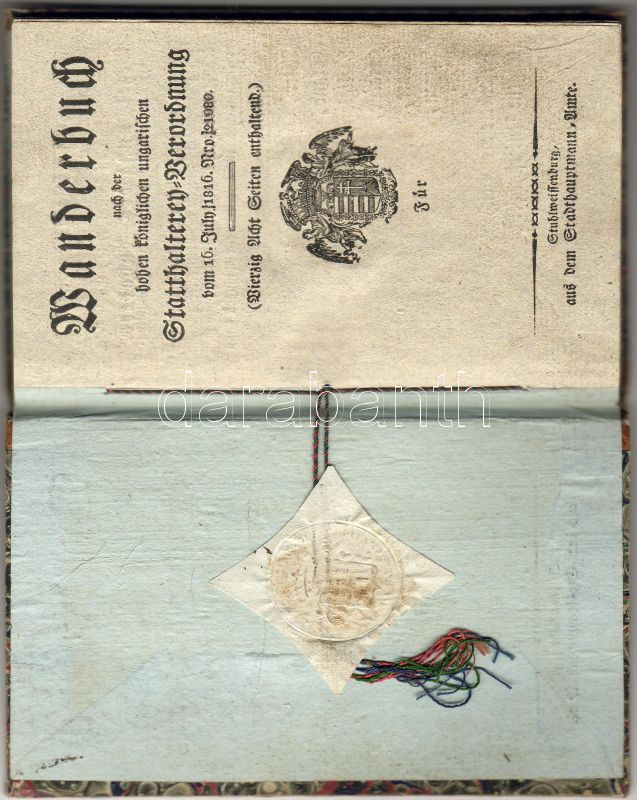 Wanderbuch
nach der
hohen königlichen ungarischen
Statthalterey-Verordnung
vom 16. July 1816. Nro. 21080.
(Vierzig Acht Seiten enthaltend.)
Für
Stuhlweissenburg,
aus dem Stadthauptmann-Amte.
darabanth